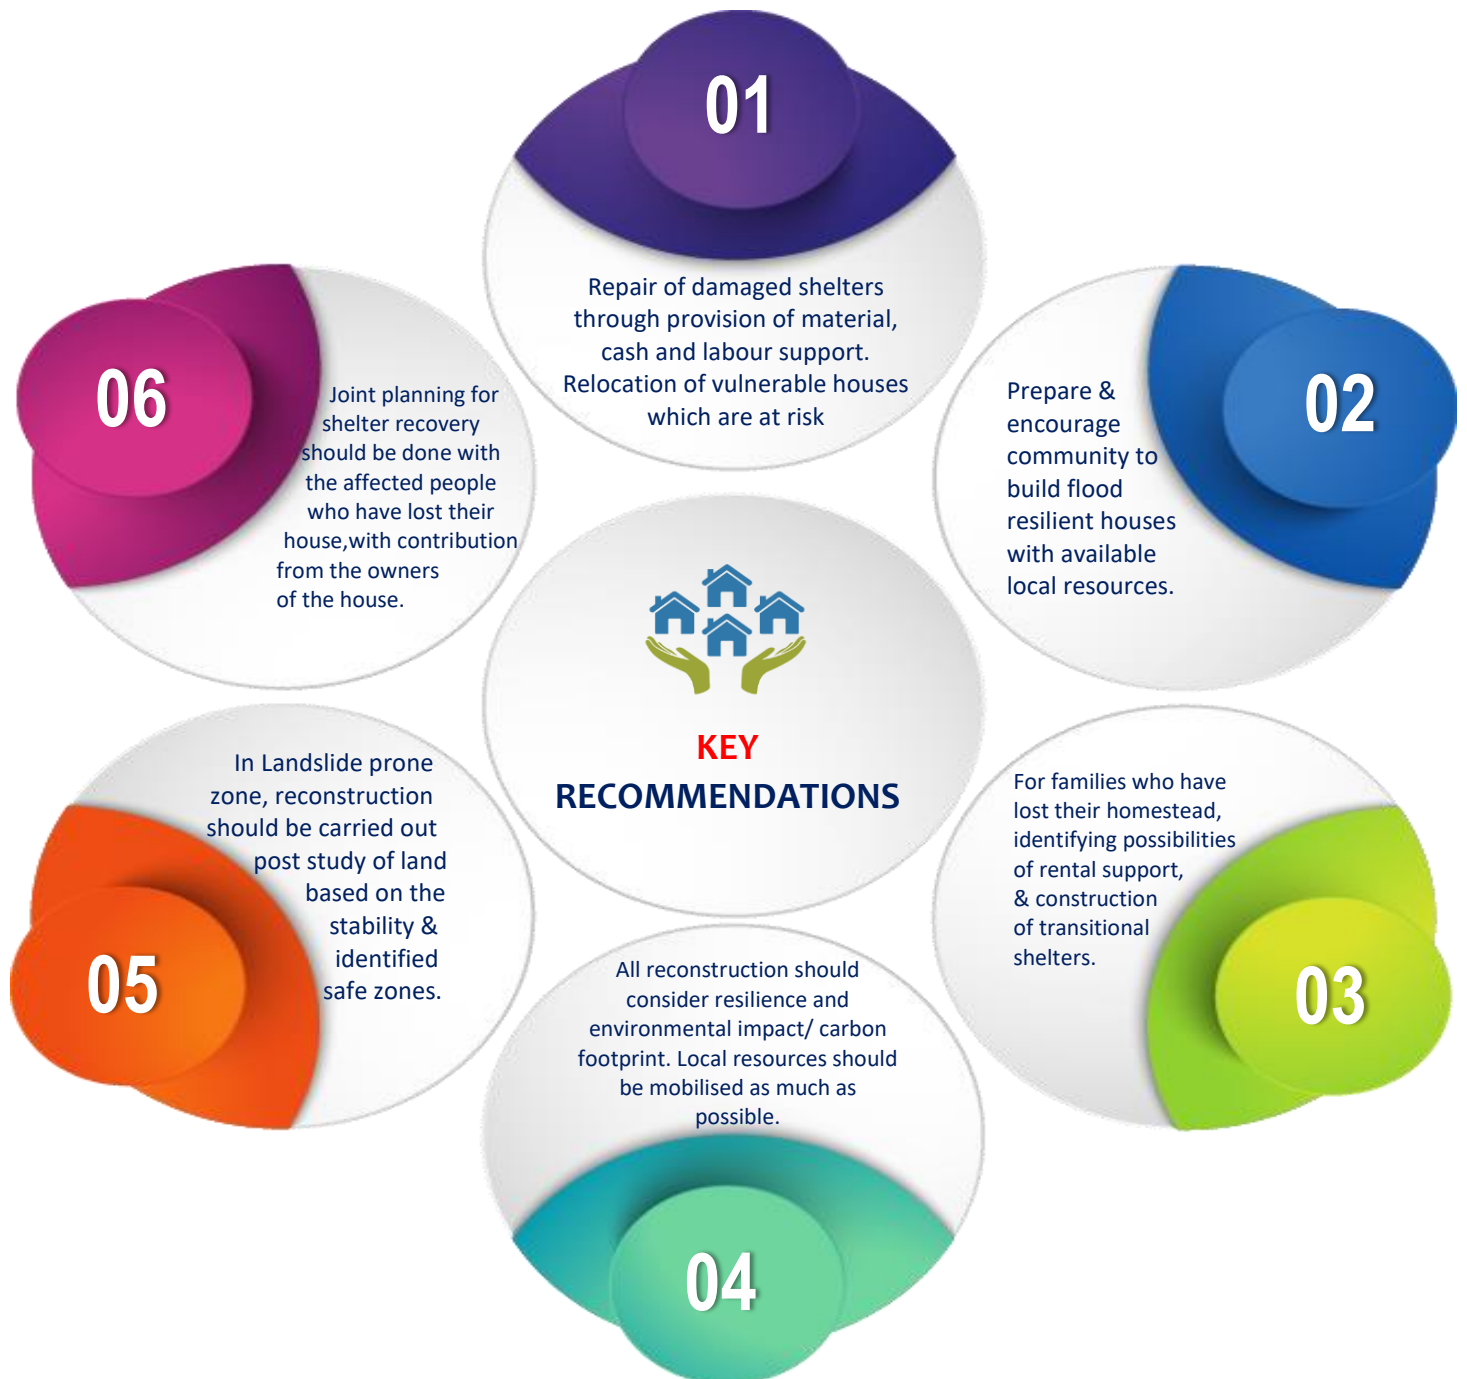 01
Repair of damaged shelters
through provision of material,
cash and labour support.
Relocation of vulnerable houses
which are at risk
02
Prepare &
encourage
community to
build flood
resilient houses
with available
local resources.
03
For families who have
lost their homestead,
identifying possibilities
of rental support,
& construction
of transitional
shelters.
04
All reconstruction should
consider resilience and
environmental impact/ carbon
footprint. Local resources should
be mobilised as much as
possible.
05
In Landslide prone
zone, reconstruction
should be carried out
post study of land
based on the
stability &
identified
safe zones.
06
Joint planning for
shelter recovery
should be done with
the affected people
who have lost their
house,with contribution
from the owners
of the house.
KEY
RECOMMENDATIONS